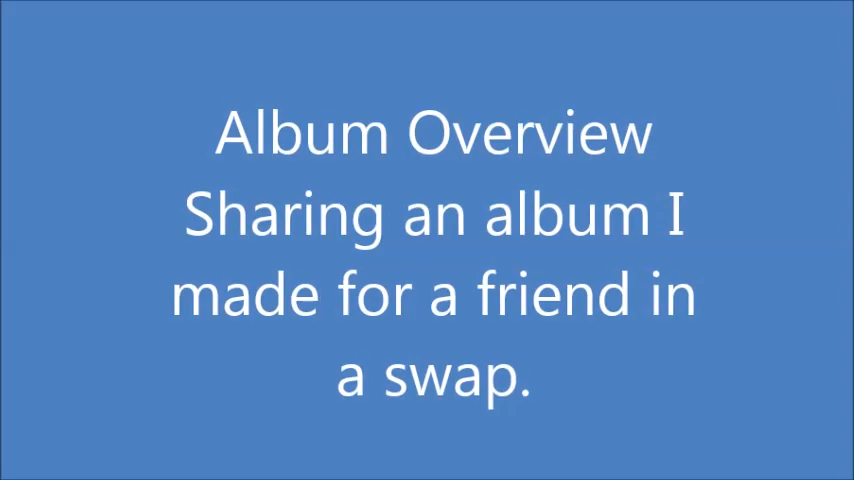 Album Overview
Sharing an album I
made for a friend in
a swap.